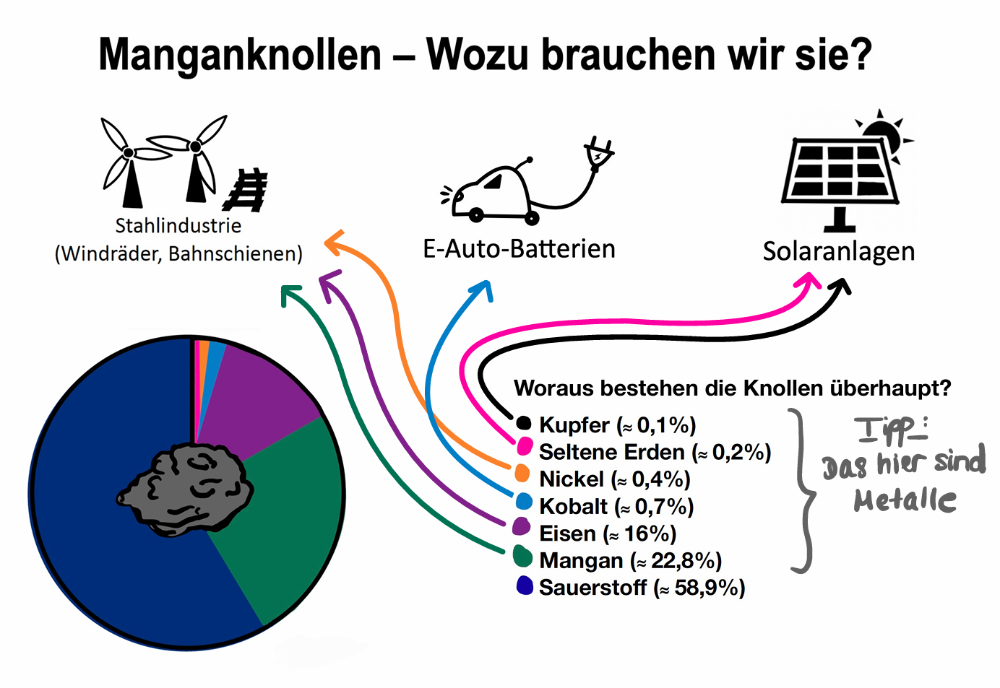 Manganknollen – Wozu brauchen wir sie?
Stahlindustrie
(Windräder, Bahnschienen)
E-Auto-Batterien
Solaranlagen
Woraus bestehen die Knollen überhaupt?
Kupfer (≈ 0,1%)
Seltene Erden (≈ 0,2%)
Nickel (≈ 0,4%)
Kobalt (≈ 0,7%)
Eisen (≈ 16%)
Mangan (≈ 22,8%)
Sauerstoff (≈ 58,9%)
Tipp:
Das hier sind
Metalle